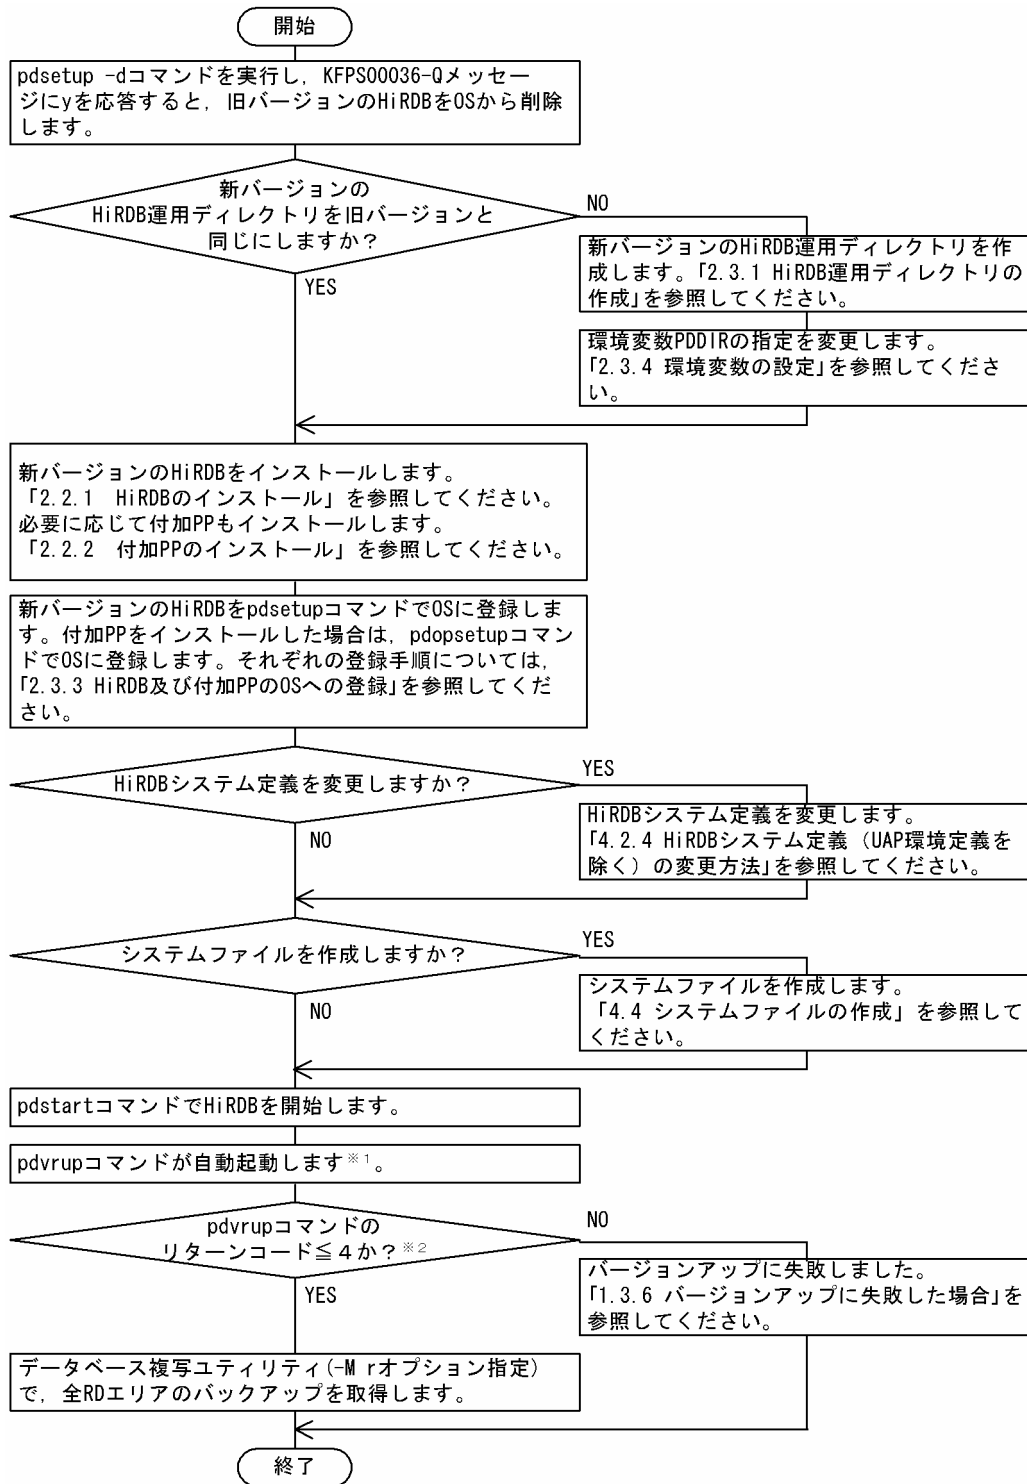 開始
pdsetup -dコマンドを実行し，KFPS00036-Qメッセー
ジにyを応答すると，旧バージョンのHiRDBをOSから削除
します。
新バージョンの
HiRDB運用ディレクトリを旧バージョンと
同じにしますか？
NO
新バージョンのHiRDB運用ディレクトリを作
成します。「2.3.1 HiRDB運用ディレクトリの
作成」を参照してください。
YES
環境変数PDDIRの指定を変更します。
「2.3.4 環境変数の設定」を参照してくださ
い。
新バージョンのHiRDBをインストールします。
「2.2.1　HiRDBのインストール」を参照してください。
必要に応じて付加PPもインストールします。
「2.2.2　付加PPのインストール」を参照してください。
新バージョンのHiRDBをpdsetupコマンドでOSに登録しま
す。付加PPをインストールした場合は，pdopsetupコマン
ドでOSに登録します。それぞれの登録手順については，
「2.3.3 HiRDB及び付加PPのOSへの登録」を参照してくだ
さい。
HiRDBシステム定義を変更しますか？
YES
HiRDBシステム定義を変更します。
「4.2.4 HiRDBシステム定義（UAP環境定義を
除く）の変更方法」を参照してください。
NO
システムファイルを作成しますか？
YES
システムファイルを作成します。
「4.4 システムファイルの作成」を参照して
ください。
NO
pdstartコマンドでHiRDBを開始します。
pdvrupコマンドが自動起動します※1。
pdvrupコマンドの
リターンコード≦４か？※2
NO
バージョンアップに失敗しました。
「1.3.6 バージョンアップに失敗した場合」を
参照してください。
YES
データベース複写ユティリティ(-M rオプション指定)
で，全RDエリアのバックアップを取得します。
終了